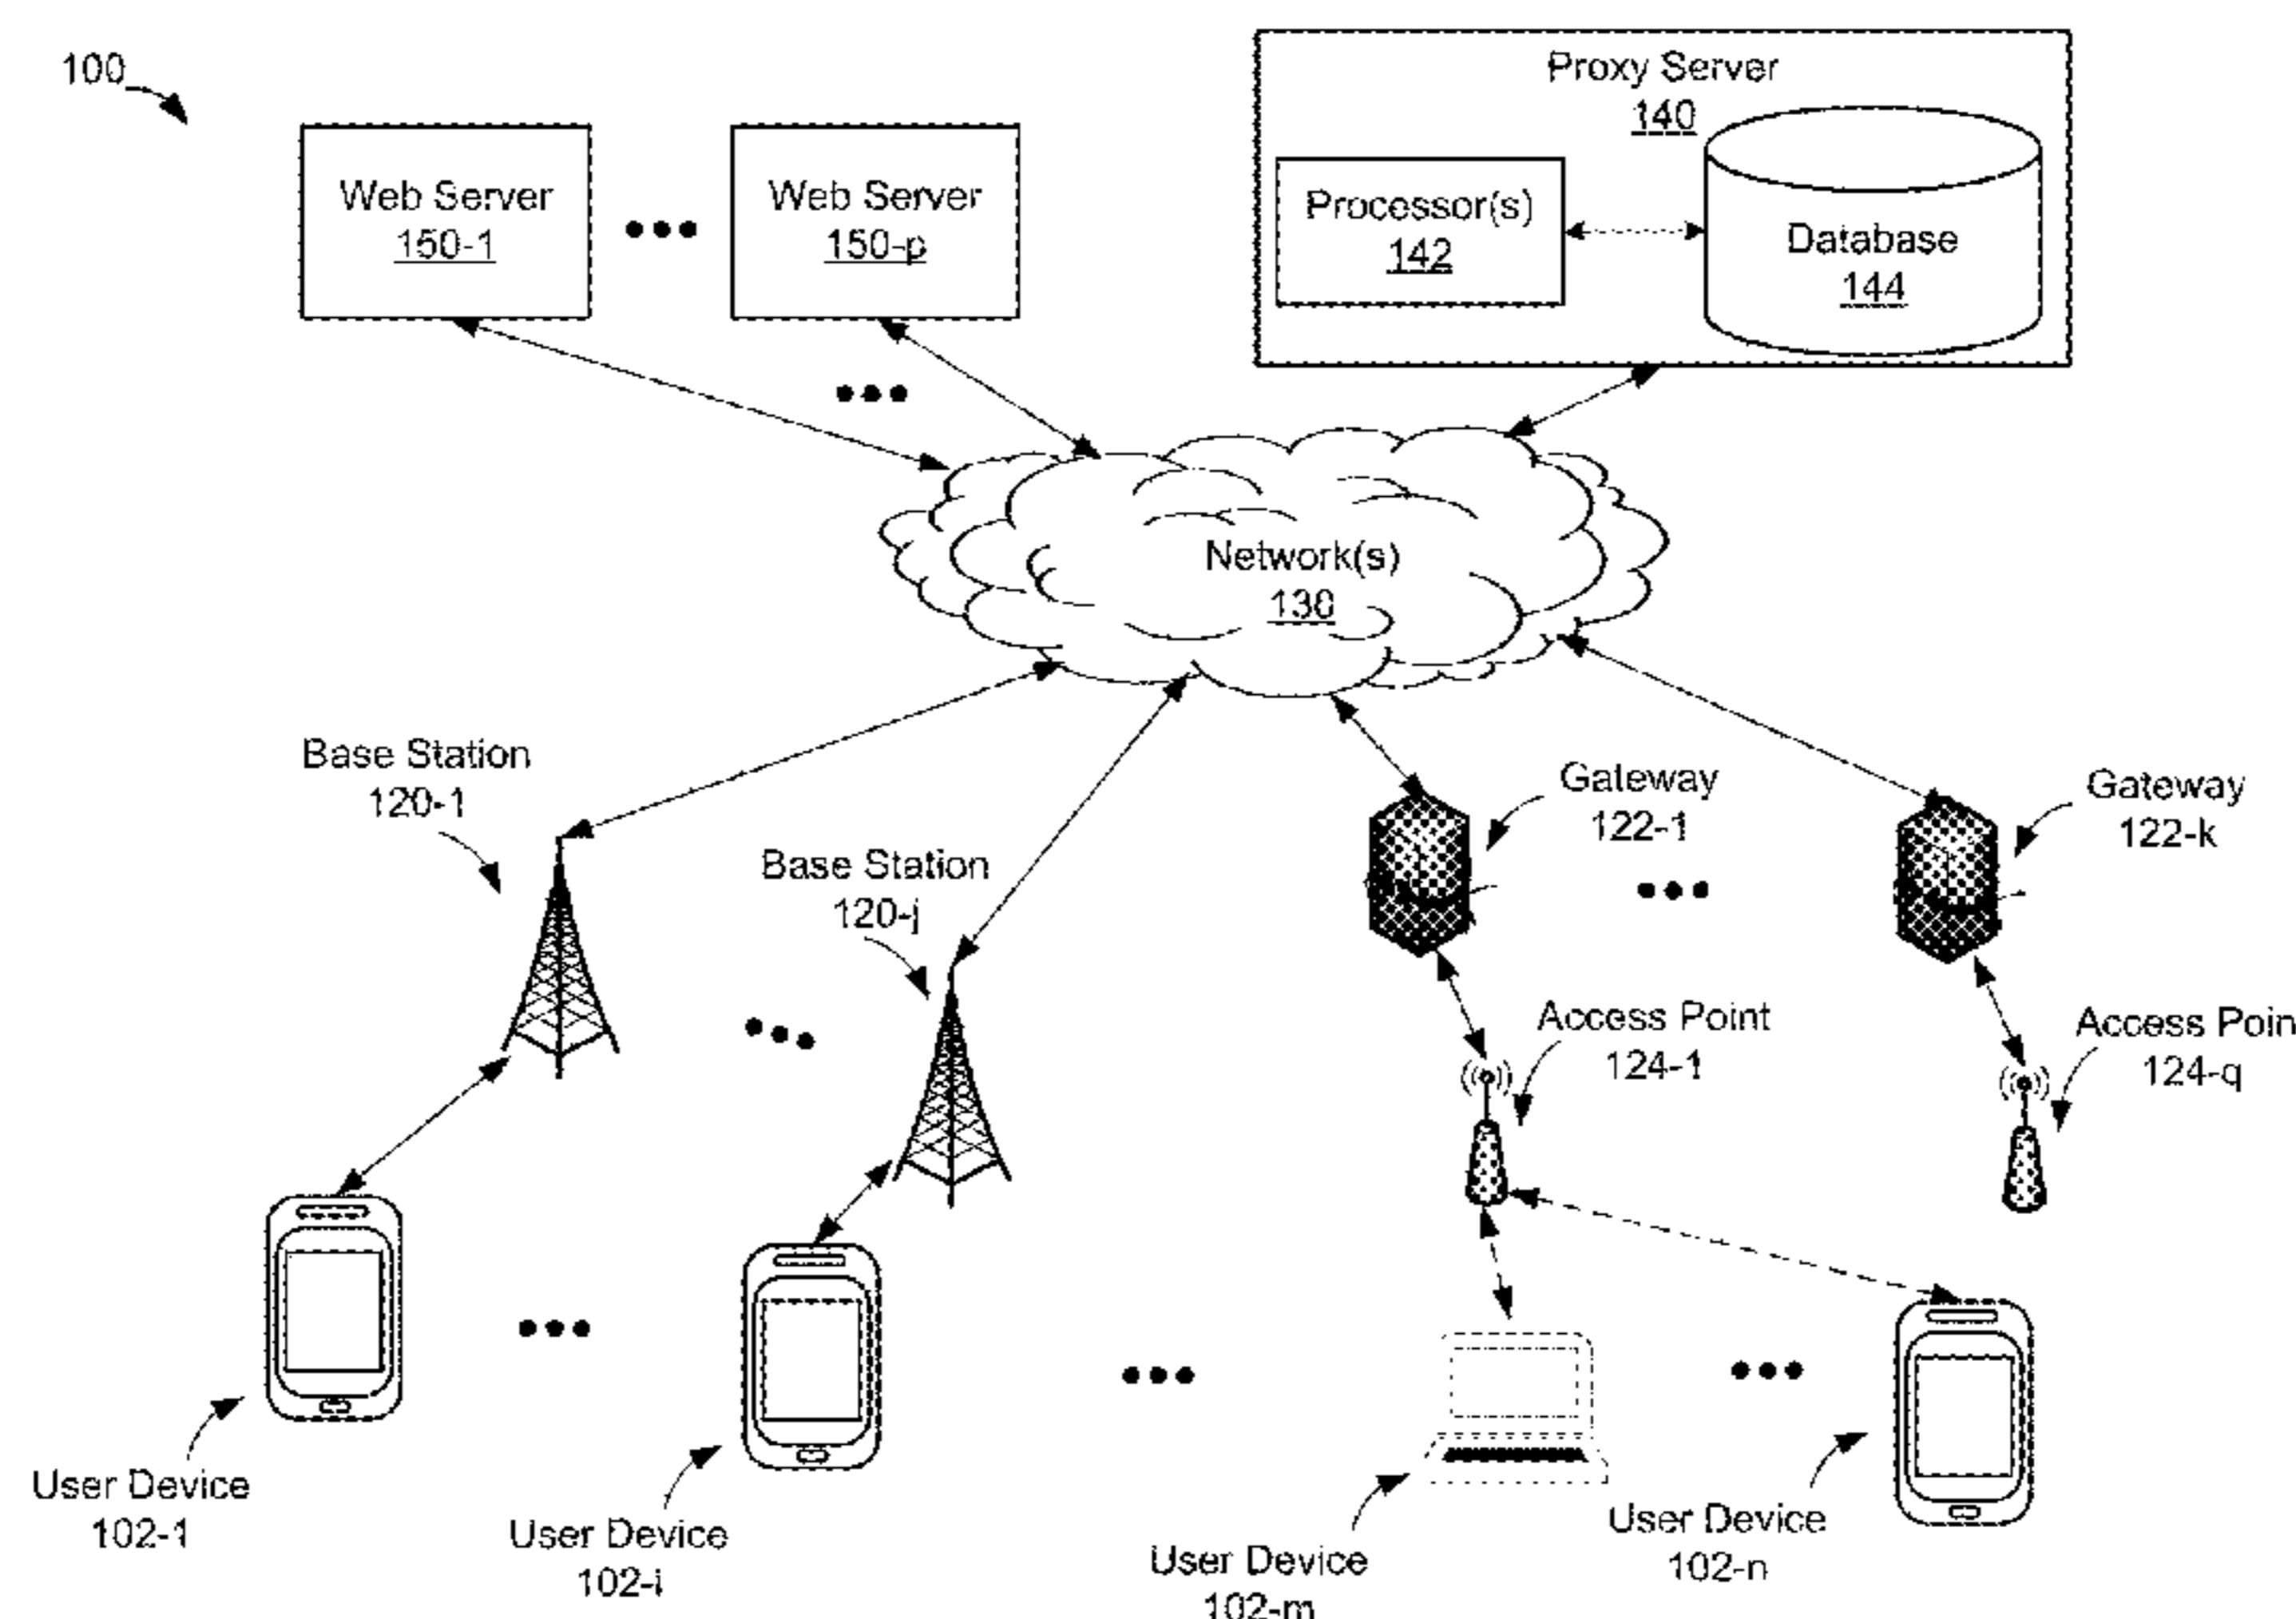 100
Proxy Server
140
Web Server
150-1
Web Server
150-p
Processor(s)
142
Database
144
Network(s)
130
Base Station
120-1
Base Station
120-j
Gateway
122-1
Gateway
122-k
Access Point
124-1
Access Poin
124-q
User Device
102-1
User Device
102-i
User Device
102-m
User Device
102-n